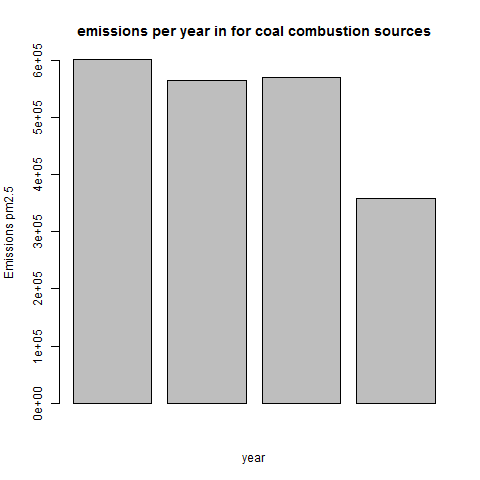 emissions per year in for coal combustion sources
Emissions pm2.5
6e+05
5e+05
4e+05
3e+05
2e+05
1e+05
0e+00
year